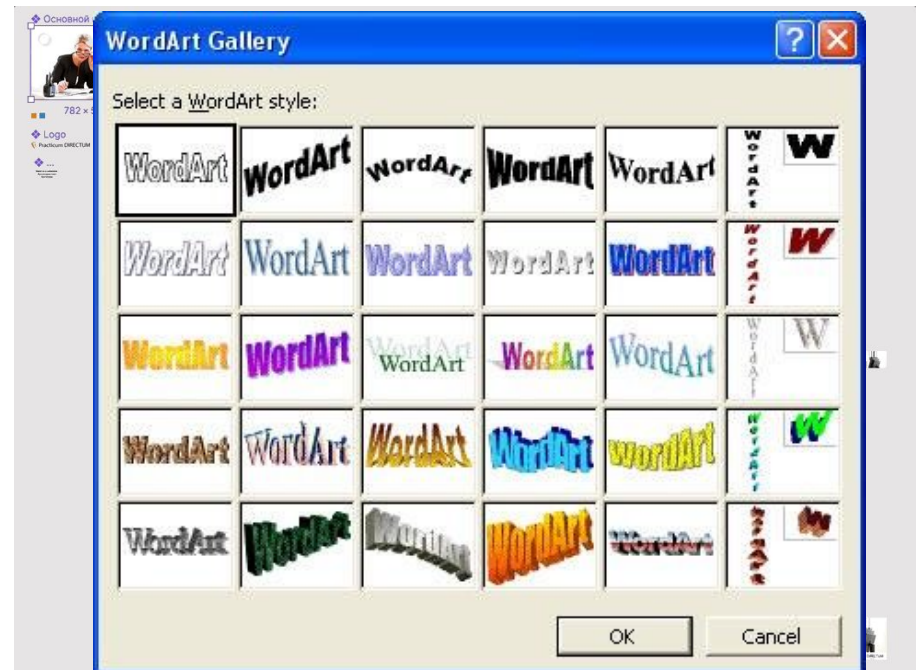 Основной
WordArt Gallery
782 ×
Select a WordArt style:
Logo
Practicum DIRECTUM
...
WordArt WordArt WordArt WordArt WordArt WordArt W
WordArt WordArt WordArt WordArt WordArt WordArt W
WordArt WordArt WordArt WordArt WordArt WordArt W
WordArt WordArt WordArt WordArt WordArt WordArt W
WordArt WordArt WordArt WordArt WordArt WordArt W
OK Cancel